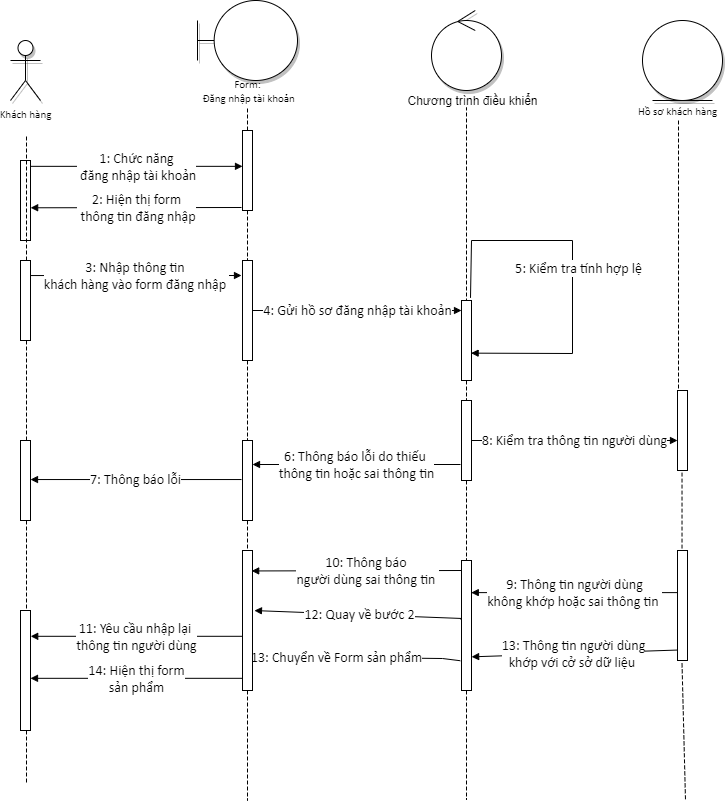 Form:
Đăng nhập tài khoản
Chương trình điều khiển
Khách hàng
Hồ sơ khách hàng
1: Chức năng
đăng nhập tài khoản
2: Hiện thị form
thông tin đăng nhập
3: Nhập thông tin
khách hàng vào form đăng nhập
5: Kiểm tra tính hợp lệ
4: Gửi hồ sơ đăng nhập tài khoản
8: Kiểm tra thông tin người dùng
6: Thông báo lỗi do thiếu
thông tin hoặc sai thông tin
7: Thông báo lỗi
10: Thông báo
người dùng sai thông tin
9: Thông tin người dùng
không khớp hoặc sai thông tin
12: Quay về bước 2
11: Yêu cầu nhập lại
thông tin người dùng
13: Thông tin người dùng
khớp với cở sở dữ liệu
13: Chuyển về Form sản phẩm
14: Hiện thị form
sản phẩm